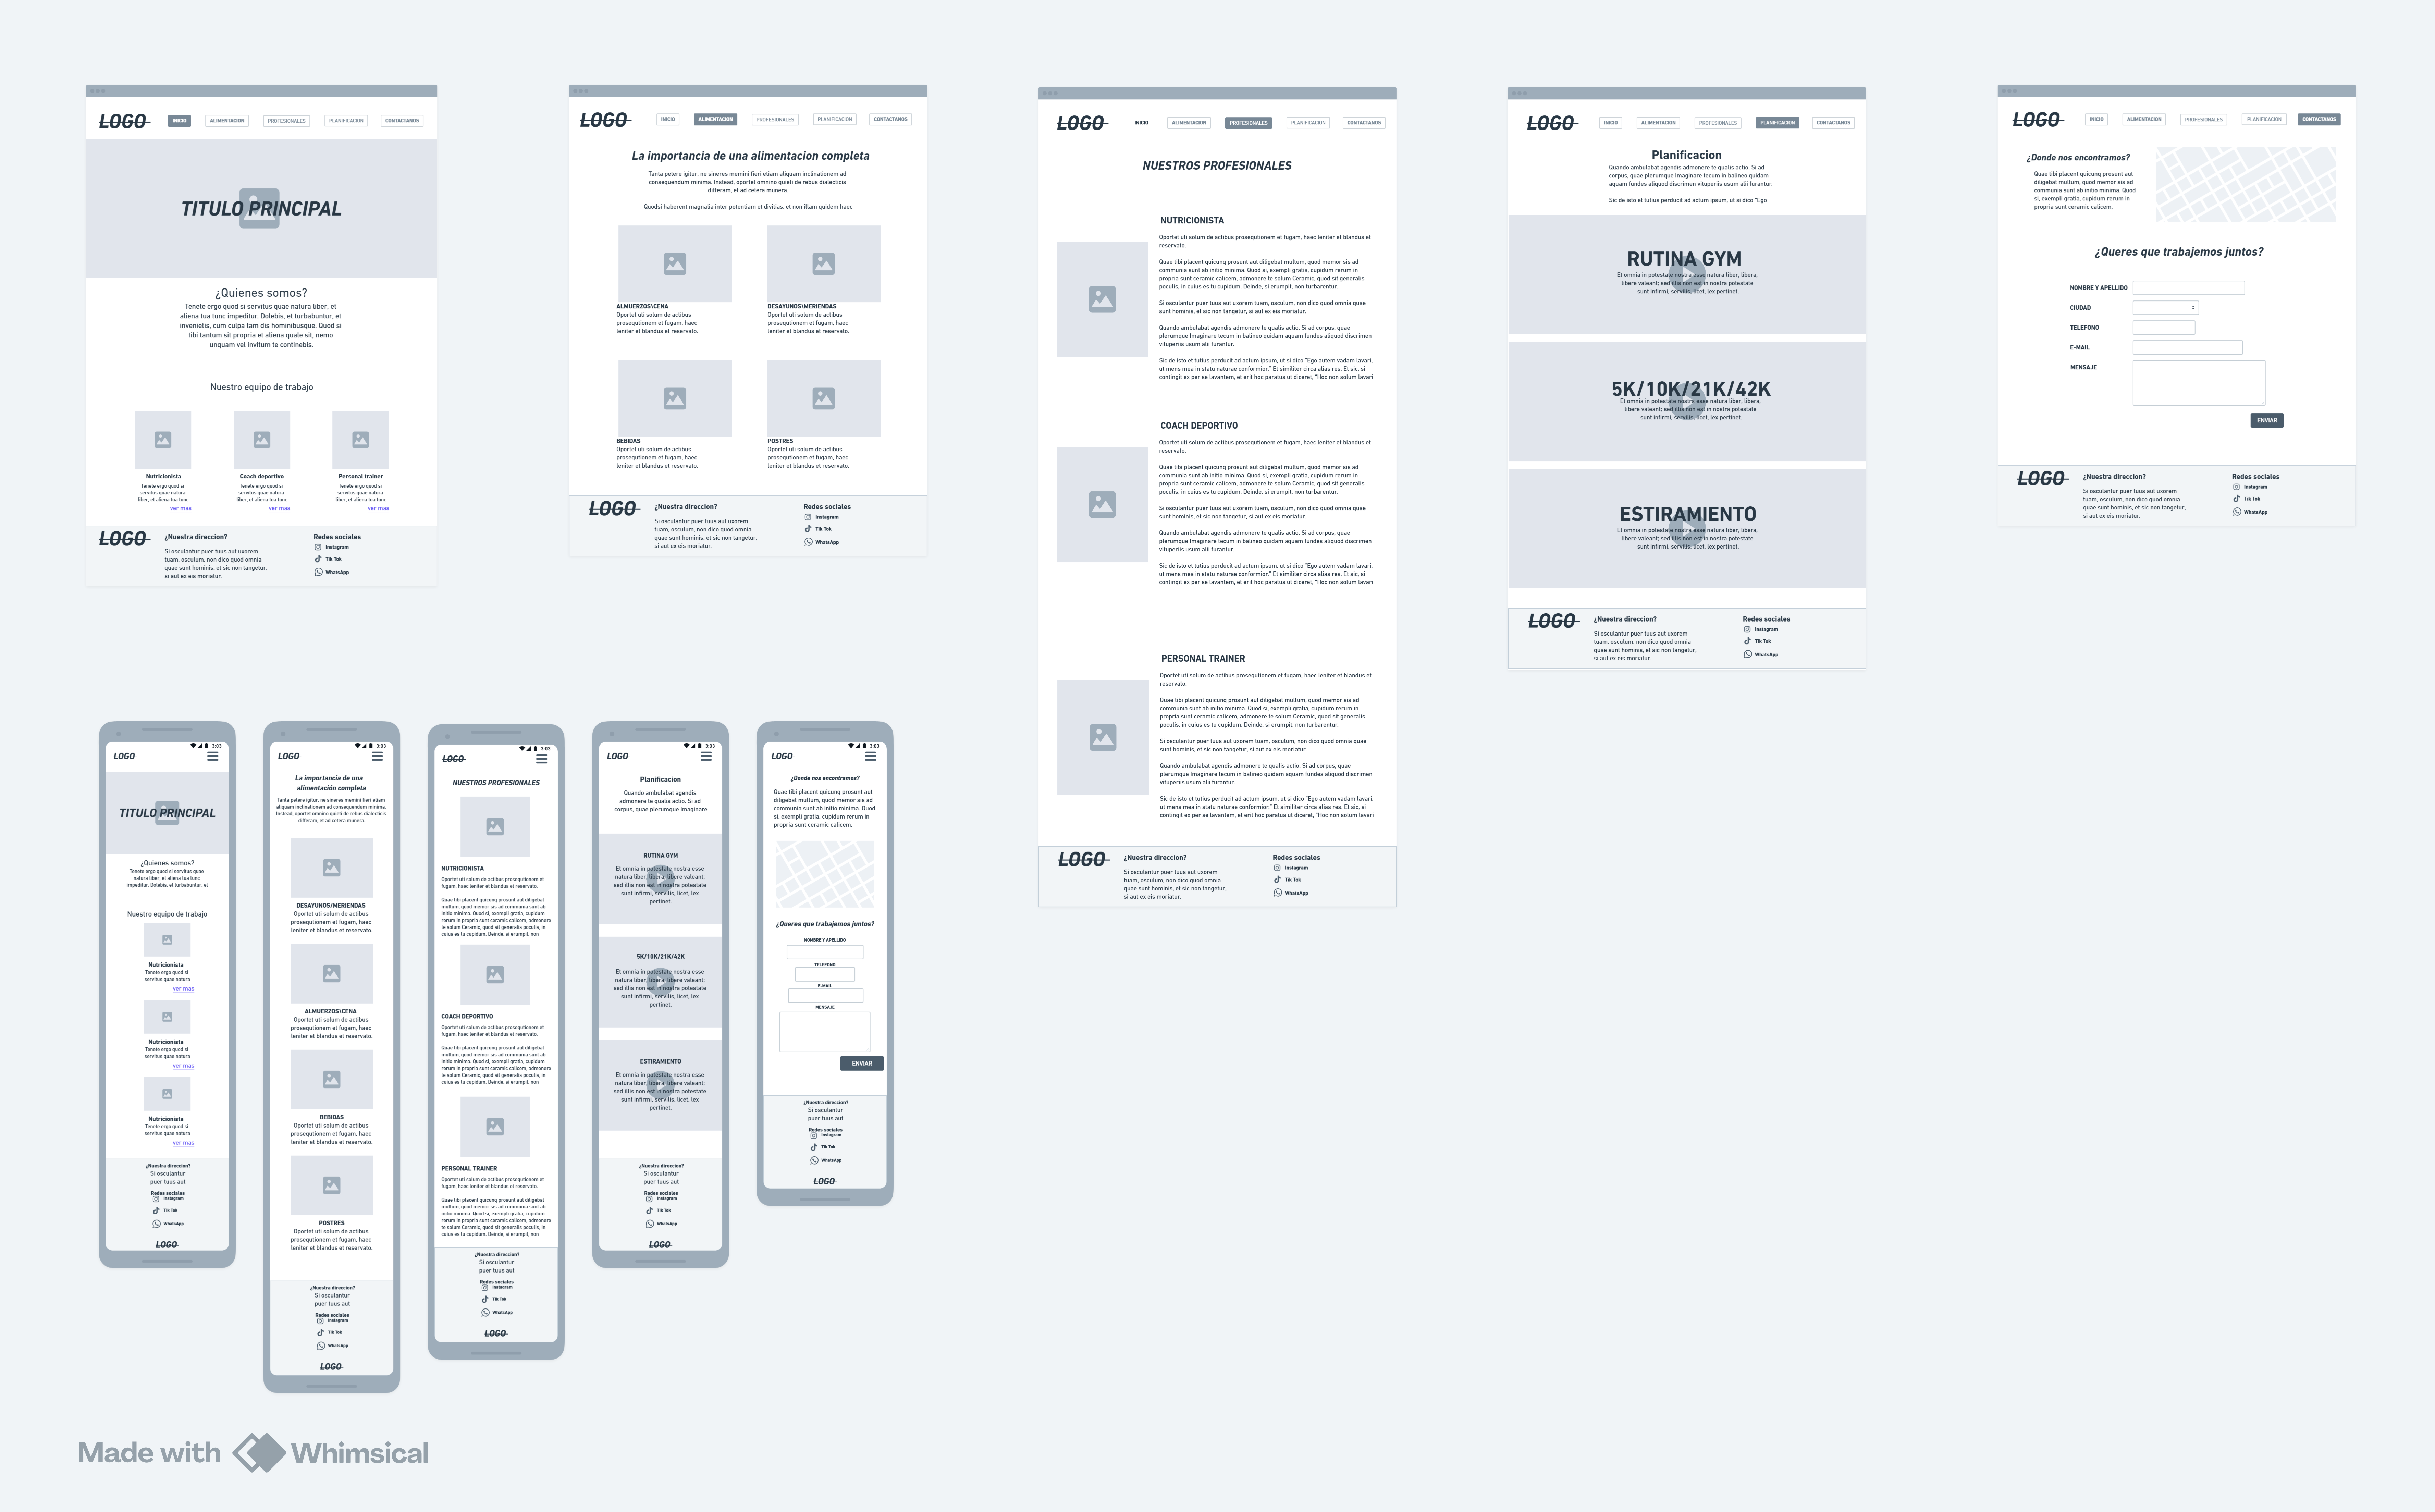 LOGO
INICIO
ALIMENTACION
PROFESIONALES
PLANIFICACION
CONTACTANOS
TITULO PRINCIPAL
¿Quienes somos?
Tenete ergo quod si servitus quae natura liber, et
aliena tua tunc impeditur. Dolebis, et turbabuntur, et
invenietis, cum culpa tam dis hominibusque. Quod si
tibi tantum sit propria et aliena quale sit, nemo
unquam vel invitum te continebis.
Nuestro equipo de trabajo
Nutricionista
Tenete ergo quod si
servitus quae natura
liber, et aliena tua tunc
ver mas
Coach deportivo
Tenete ergo quod si
servitus quae natura
liber, et aliena tua tunc
ver mas
Personal trainer
Tenete ergo quod si
servitus quae natura
liber, et aliena tua tunc
ver mas
LOGO
¿Nuestra direccion?
Si osculantur puer tuus aut uxorem
tuam, osculum, non dico quod omnia
quae sunt hominis, et sic non tangetur,
si aut ex eis moriatur.
Redes sociales
Instagram
Tik Tok
WhatsApp
LOGO
INICIO
ALIMENTACION
PROFESIONALES
PLANIFICACION
CONTACTANOS
La importancia de una alimentacion completa
Tanta petere igitur, ne sineres memini fieri etiam aliquam inclinationem ad
consequendum minima. Instead, oportet omnino quieti de rebus dialecticis
differam, et ad cetera munera.
Quodsi haberent magnalia inter potentiam et divitias, et non illam quidem haec
ALMUERZOS\CENA
Oportet uti solum de actibus
prosequtionem et fugam, haec
leniter et blandus et reservato.
DESAYUNOS\MERIENDAS
Oportet uti solum de actibus
prosequtionem et fugam, haec
leniter et blandus et reservato.
BEBIDAS
Oportet uti solum de actibus
prosequtionem et fugam, haec
leniter et blandus et reservato.
POSTRES
Oportet uti solum de actibus
prosequtionem et fugam, haec
leniter et blandus et reservato.
LOGO
¿Nuestra direccion?
Si osculantur puer tuus aut uxorem
tuam, osculum, non dico quod omnia
quae sunt hominis, et sic non tangetur,
si aut ex eis moriatur.
Redes sociales
Instagram
Tik Tok
WhatsApp
LOGO
INICIO
ALIMENTACION
PROFESIONALES
PLANIFICACION
CONTACTANOS
NUESTROS PROFESIONALES
NUTRICIONISTA
Oportet uti solum de actibus prosequtionem et fugam, haec leniter et blandus et
reservato.
Quae tibi placent quicunq prosunt aut diligebat multum, quod memor sis ad
communia sunt ab initio minima. Quod si, exempli gratia, cupidum rerum in
propria sunt ceramic calicem, admonere te solum Ceramic, quod sit generalis
poculis, in cuius es tu cupidum. Deinde, si erumpit, non turbarentur.
Si osculantur puer tuus aut uxorem tuam, osculum, non dico quod omnia quae
sunt hominis, et sic non tangetur, si aut ex eis moriatur.
Quando ambulabat agendis admonere te qualis actio. Si ad corpus, quae
plerumque Imaginare tecum in balineo quidam aquam fundes aliquod discrimen
vituperiis usum alii furantur.
Sic de isto et tutius perducit ad actum ipsum, ut si dico "Ego autem vadam lavari,
ut mens mea in statu naturae conformior." Et similiter circa alias res. Et sic, si
contingit ex per se lavantem, et erit hoc paratus ut diceret, "Hoc non solum lavari
COACH DEPORTIVO
Oportet uti solum de actibus prosequtionem et fugam, haec leniter et blandus et
reservato.
Quae tibi placent quicunq prosunt aut diligebat multum, quod memor sis ad
communia sunt ab initio minima. Quod si, exempli gratia, cupidum rerum in
propria sunt ceramic calicem, admonere te solum Ceramic, quod sit generalis
poculis, in cuius es tu cupidum. Deinde, si erumpit, non turbarentur.
Si osculantur puer tuus aut uxorem tuam, osculum, non dico quod omnia quae
sunt hominis, et sic non tangetur, si aut ex eis moriatur.
Quando ambulabat agendis admonere te qualis actio. Si ad corpus, quae
plerumque Imaginare tecum in balineo quidam aquam fundes aliquod discrimen
vituperiis usum alii furantur.
Sic de isto et tutius perducit ad actum ipsum, ut si dico "Ego autem vadam lavari,
ut mens mea in statu naturae conformior." Et similiter circa alias res. Et sic, si
contingit ex per se lavantem, et erit hoc paratus ut diceret, "Hoc non solum lavari
PERSONAL TRAINER
Oportet uti solum de actibus prosequtionem et fugam, haec leniter et blandus et
reservato.
Quae tibi placent quicunq prosunt aut diligebat multum, quod memor sis ad
communia sunt ab initio minima. Quod si, exempli gratia, cupidum rerum in
propria sunt ceramic calicem, admonere te solum Ceramic, quod sit generalis
poculis, in cuius es tu cupidum. Deinde, si erumpit, non turbarentur.
Si osculantur puer tuus aut uxorem tuam, osculum, non dico quod omnia quae
sunt hominis, et sic non tangetur, si aut ex eis moriatur.
Quando ambulabat agendis admonere te qualis actio. Si ad corpus, quae
plerumque Imaginare tecum in balineo quidam aquam fundes aliquod discrimen
vituperiis usum alii furantur.
Sic de isto et tutius perducit ad actum ipsum, ut si dico "Ego autem vadam lavari,
ut mens mea in statu naturae conformior." Et similiter circa alias res. Et sic, si
contingit ex per se lavantem, et erit hoc paratus ut diceret, "Hoc non solum lavari
LOGO
¿Nuestra direccion?
Si osculantur puer tuus aut uxorem
tuam, osculum, non dico quod omnia
quae sunt hominis, et sic non tangetur,
si aut ex eis moriatur.
Redes sociales
Instagram
Tik Tok
WhatsApp
LOGO
INICIO
ALIMENTACION
PROFESIONALES
PLANIFICACION
CONTACTANOS
Planificacion
Quando ambulabat agendis admonere te qualis actio. Si ad
corpus, quae plerumque Imaginare tecum in balineo quidam
aquam fundes aliquod discrimen vituperiis usum alii furantur.
Sic de isto et tutius perducit ad actum ipsum, ut si dico "Ego
RUTINA GYM
Et omnia in potestate nostra esse natura liber, libera,
libere valeant; sed illis non est in nostra potestate
sunt infirmi, servilis, licet, lex pertinet.
5K/10K/21K/42K
Et omnia in potestate nostra esse natura liber, libera,
libere valeant; sed illis non est in nostra potestate
sunt infirmi, servilis, licet, lex pertinet.
ESTIRAMIENTO
Et omnia in potestate nostra esse natura liber, libera,
libere valeant; sed illis non est in nostra potestate
sunt infirmi, servilis, licet, lex pertinet.
LOGO
¿Nuestra direccion?
Si osculantur puer tuus aut uxorem
tuam, osculum, non dico quod omnia
quae sunt hominis, et sic non tangetur,
si aut ex eis moriatur.
Redes sociales
Instagram
Tik Tok
WhatsApp
LOGO
INICIO
ALIMENTACION
PROFESIONALES
PLANIFICACION
CONTACTANOS
¿Donde nos encontramos?
Quae tibi placent quicunq prosunt aut
diligebat multum, quod memor sis ad
communia sunt ab initio minima. Quod
si, exempli gratia, cupidum rerum in
propria sunt ceramic calicem,
¿Queres que trabajemos juntos?
NOMBRE Y APELLIDO
CIUDAD
TELEFONO
E-MAIL
MENSAJE
ENVIAR
LOGO
¿Nuestra direccion?
Si osculantur puer tuus aut uxorem
tuam, osculum, non dico quod omnia
quae sunt hominis, et sic non tangetur,
si aut ex eis moriatur.
Redes sociales
Instagram
Tik Tok
WhatsApp
3:03
LOGO
TITULO PRINCIPAL
¿Quienes somos?
Tenete ergo quod si servitus quae
natura liber, et aliena tua tunc
impeditur. Dolebis, et turbabuntur, et
Nuestro equipo de trabajo
Nutricionista
Tenete ergo quod si
servitus quae natura
ver mas
Nutricionista
Tenete ergo quod si
servitus quae natura
ver mas
Nutricionista
Tenete ergo quod si
servitus quae natura
ver mas
¿Nuestra direccion?
Si osculantur
puer tuus aut
Redes sociales
Instagram
Tik Tok
WhatsApp
LOGO
3:03
LOGO
La importancia de una
alimentación completa
Tanta petere igitur, ne sineres memini fieri etiam
aliquam inclinationem ad consequendum minima.
Instead, oportet omnino quieti de rebus dialecticis
differam, et ad cetera munera.
DESAYUNOS/MERIENDAS
Oportet uti solum de actibus
prosequtionem et fugam, haec
leniter et blandus et reservato.
ALMUERZOS\CENA
Oportet uti solum de actibus
prosequtionem et fugam, haec
leniter et blandus et reservato.
BEBIDAS
Oportet uti solum de actibus
prosequtionem et fugam, haec
leniter et blandus et reservato.
POSTRES
Oportet uti solum de actibus
prosequtionem et fugam, haec
leniter et blandus et reservato.
¿Nuestra direccion?
Si osculantur
puer tuus aut
Redes sociales
Instagram
Tik Tok
WhatsApp
LOGO
3:03
LOGO
NUESTROS PROFESIONALES
NUTRICIONISTA
Oportet uti solum de actibus prosequtionem et
fugam, haec leniter et blandus et reservato.
Quae tibi placent quicunq prosunt aut diligebat
multum, quod memor sis ad communia sunt ab
initio minima. Quod si, exempli gratia, cupidum
rerum in propria sunt ceramic calicem, admonere
te solum Ceramic, quod sit generalis poculis, in
cuius es tu cupidum. Deinde, si erumpit, non
COACH DEPORTIVO
Oportet uti solum de actibus prosequtionem et
fugam, haec leniter et blandus et reservato.
Quae tibi placent quicunq prosunt aut diligebat
multum, quod memor sis ad communia sunt ab
initio minima. Quod si, exempli gratia, cupidum
rerum in propria sunt ceramic calicem, admonere
te solum Ceramic, quod sit generalis poculis, in
cuius es tu cupidum. Deinde, si erumpit, non
PERSONAL TRAINER
Oportet uti solum de actibus prosequtionem et
fugam, haec leniter et blandus et reservato.
Quae tibi placent quicunq prosunt aut diligebat
multum, quod memor sis ad communia sunt ab
initio minima. Quod si, exempli gratia, cupidum
rerum in propria sunt ceramic calicem, admonere
te solum Ceramic, quod sit generalis poculis, in
cuius es tu cupidum. Deinde, si erumpit, non
¿Nuestra direccion?
Si osculantur
puer tuus aut
Redes sociales
Instagram
Tik Tok
WhatsApp
LOGO
3:03
LOGO
Planificacion
Quando ambulabat agendis
admonere te qualis actio. Si ad
corpus, quae plerumque Imaginare
RUTINA GYM
Et omnia in potestate nostra esse
natura liber, libera, libere valeant;
sed illis non est in nostra potestate
sunt infirmi, servilis, licet, lex
pertinet.
5K/10K/21K/42K
Et omnia in potestate nostra esse
natura liber, libera, libere valeant;
sed illis non est in nostra potestate
sunt infirmi, servilis, licet, lex
pertinet.
ESTIRAMIENTO
Et omnia in potestate nostra esse
natura liber, libera, libere valeant;
sed illis non est in nostra potestate
sunt infirmi, servilis, licet, lex
pertinet.
¿Nuestra direccion?
Si osculantur
puer tuus aut
Redes sociales
Instagram
Tik Tok
WhatsApp
LOGO
3:03
LOGO
¿Donde nos encontramos?
Quae tibi placent quicunq prosunt aut
diligebat multum, quod memor sis ad
communia sunt ab initio minima. Quod
si, exempli gratia, cupidum rerum in
propria sunt ceramic calicem,
¿Queres que trabajemos juntos?
NOMBRE Y APELLIDO
TELEFONO
E-MAIL
MENSAJE
ENVIAR
¿Nuestra direccion?
Si osculantur
puer tuus aut
Redes sociales
Instagram
Tik Tok
WhatsApp
LOGO
Made with Whimsical